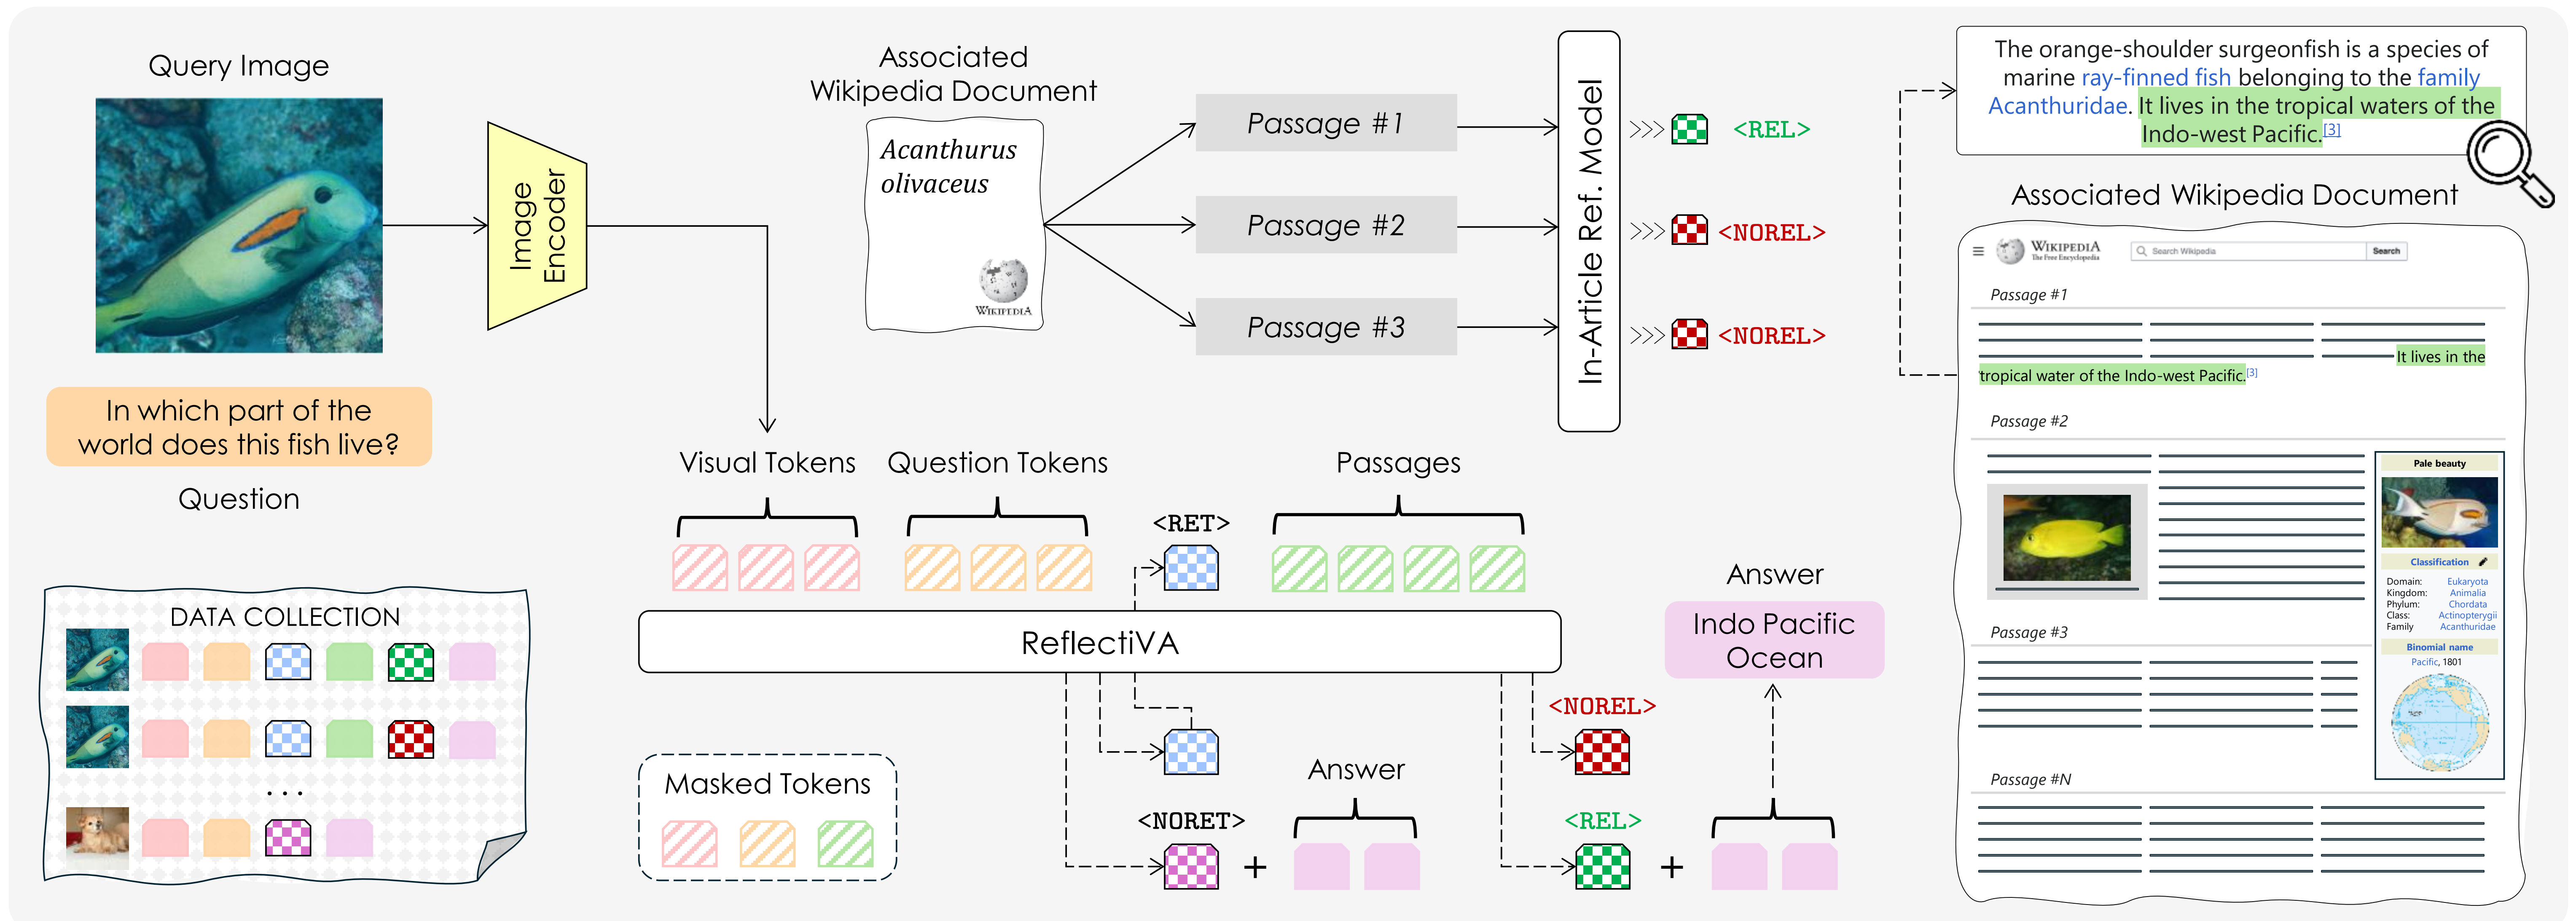 Query Image
In which part of the
world does this fish live?
Question
Image
Encoder
Associated
Wikipedia Document
Acanthurus
olivaceus
WIKIPEDIA
Passage #1
Passage #2
Passage #3
In-Article Ref. Model
<REL>
<NOREL>
<NOREL>
The orange-shoulder surgeonfish is a species of
marine ray-finned fish belonging to the family
Acanthuridae. It lives in the tropical waters of the
Indo-west Pacific.[3]
Associated Wikipedia Document
WIKIPEDIA
The Free Encyclopedia
Search Wikipedia
Search
Passage #1
It lives in the
tropical water of the Indo-west Pacific.[3]
Passage #2
Pale beauty
Classification
Domain: Eukaryota
Kingdom: Animalia
Phylum: Chordata
Class: Actinopterygii
Family Acanthuridae
Binomial name
Pacific, 1801
Passage #3
Passage #N
Visual Tokens
Question Tokens
<RET>
Passages
ReflectiVA
Masked Tokens
<NORET>
+
Answer
<NOREL>
<REL>
+
Answer
Indo Pacific
Ocean
DATA COLLECTION
...